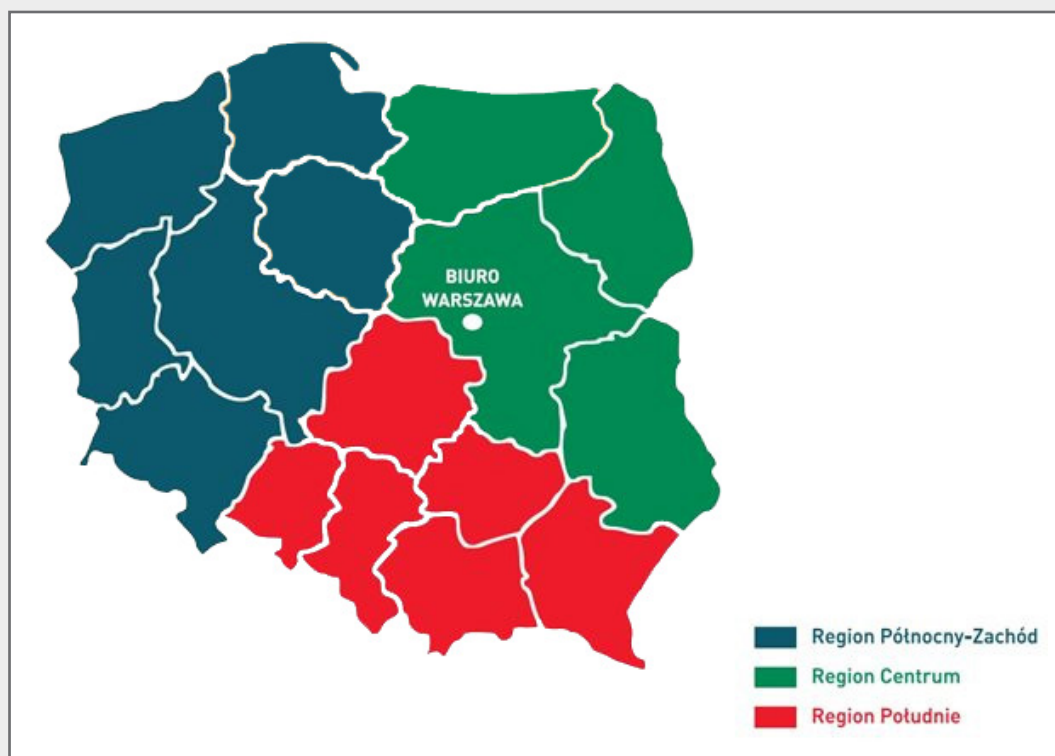 BIURO
WARSZAWA
Region Północny-Zachód
Region Centrum
Region Południe